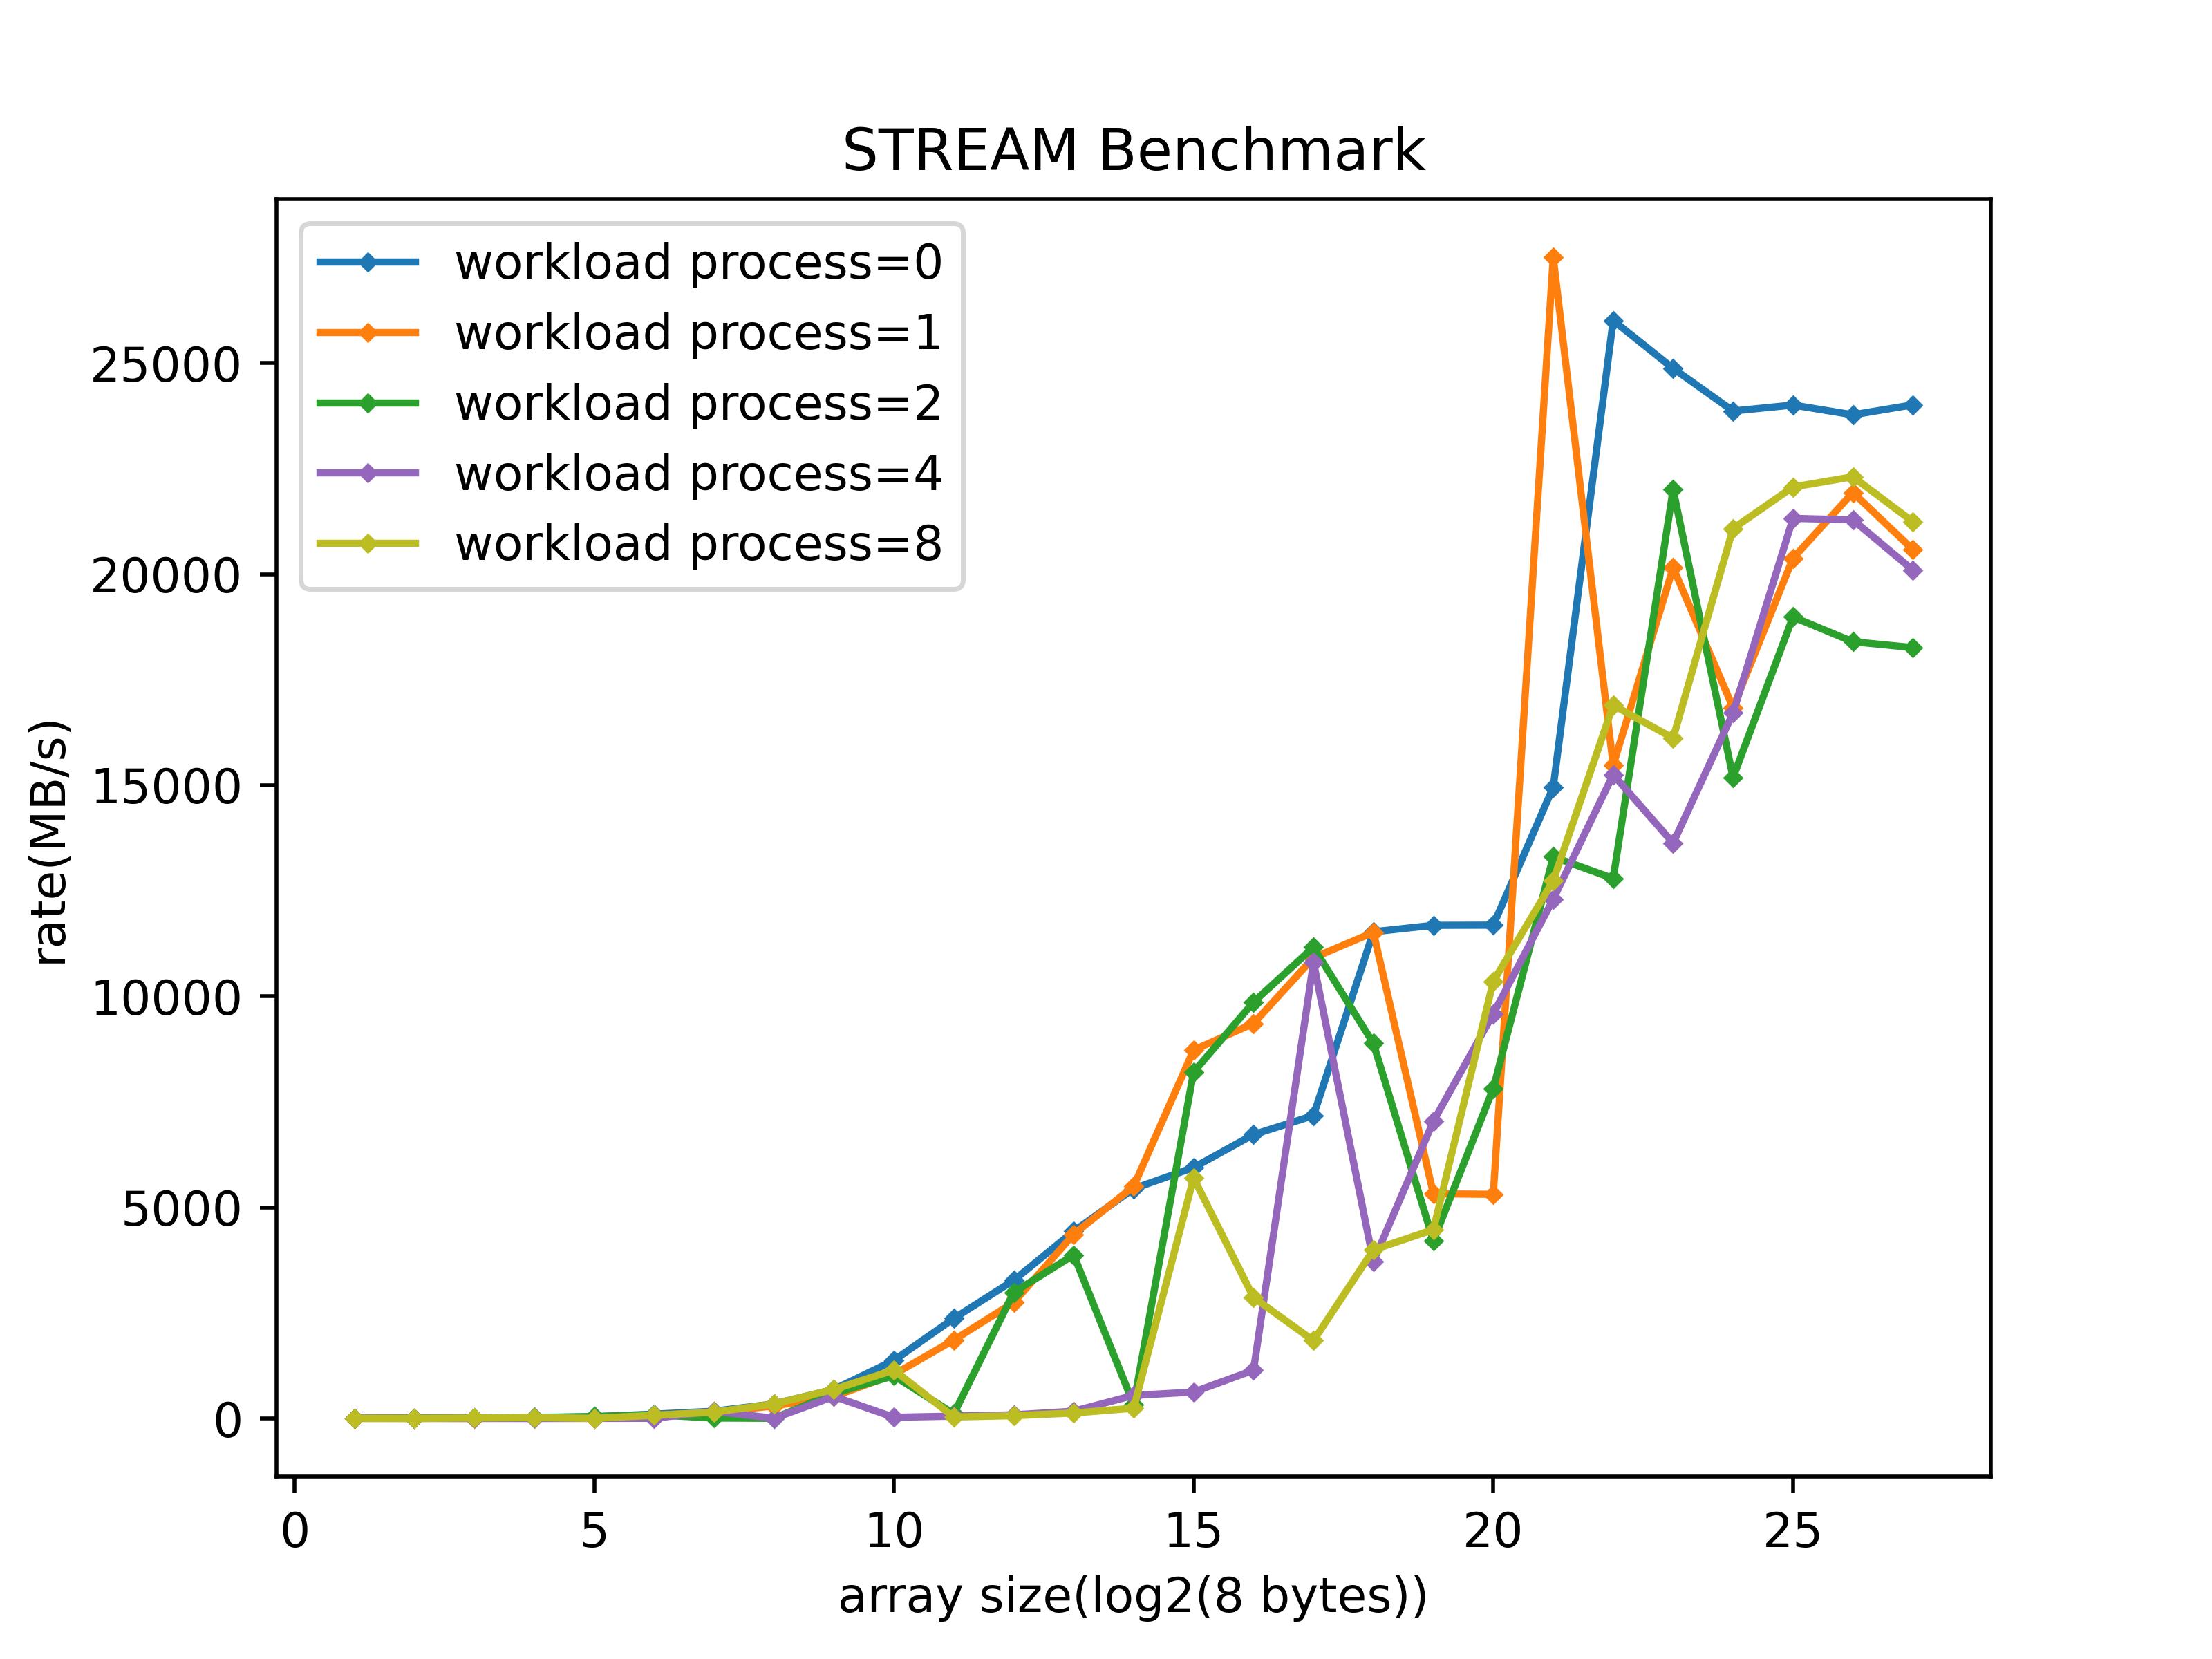 STREAM Benchmark
workload process=0
workload process=1
workload process=2
workload process=4
workload process=8
25000
20000
15000
10000
5000
0
rate(MB/s)
0 5 10 15 20 25
array size(log2(8 bytes))